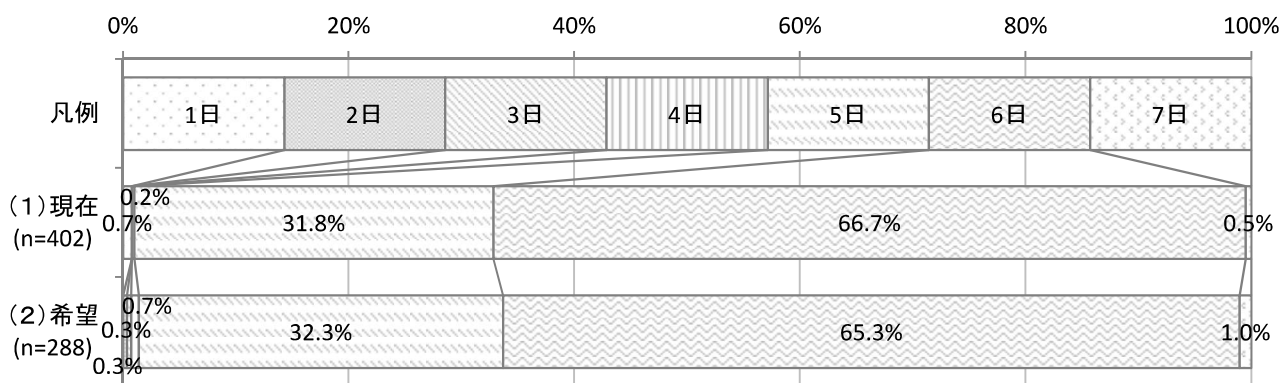 0% 20% 40% 60% 80% 100%
凡例 1日 2日 3日 4日 5日 6日 7日
0.2%
（1）現在 0.7% 31.8% 66.7% 0.5%
(n=402)
0.7%
（2）希望 0.3% 32.3% 65.3% 1.0%
(n=288)
0.3%